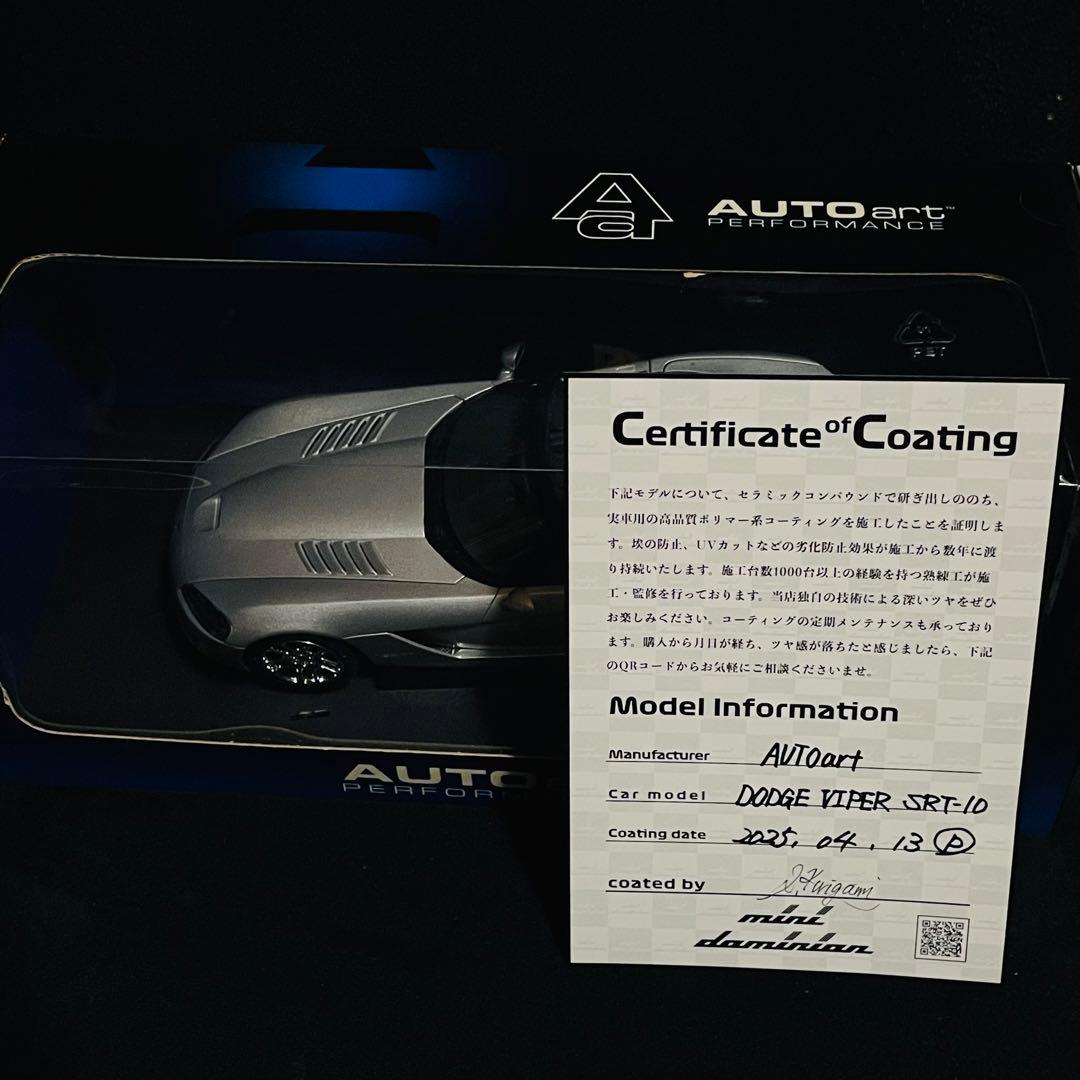 AUTOart™
PERFORMANCE
PET
Certificate of Coating
下記モデルについて、セラミックコンパウンドで研ぎ出しののち、
実車用の高品質ポリマー系コーティングを施工したことを証明しま
す。埃の防止、UVカットなどの劣化防止効果が施工から数年に渡
り持続いたします。施工台数1000台以上の経験を持つ熟練工が施
工・監修を行っております。当店独自の技術による深いツヤをぜひ
お楽しみください。コーティングの定期メンテナンスも承っており
ます。購入から月日が経ち、ツヤ感が落ちたと感じましたら、下記
のQRコードからお気軽にご相談くださいませ。
Model Information
Manufacturer AUTOart
Car model DODGE VIPER SRT-10
Coating date 2025. 04. 13 P
coated by
mini
daminian
AUTO
PERFOR